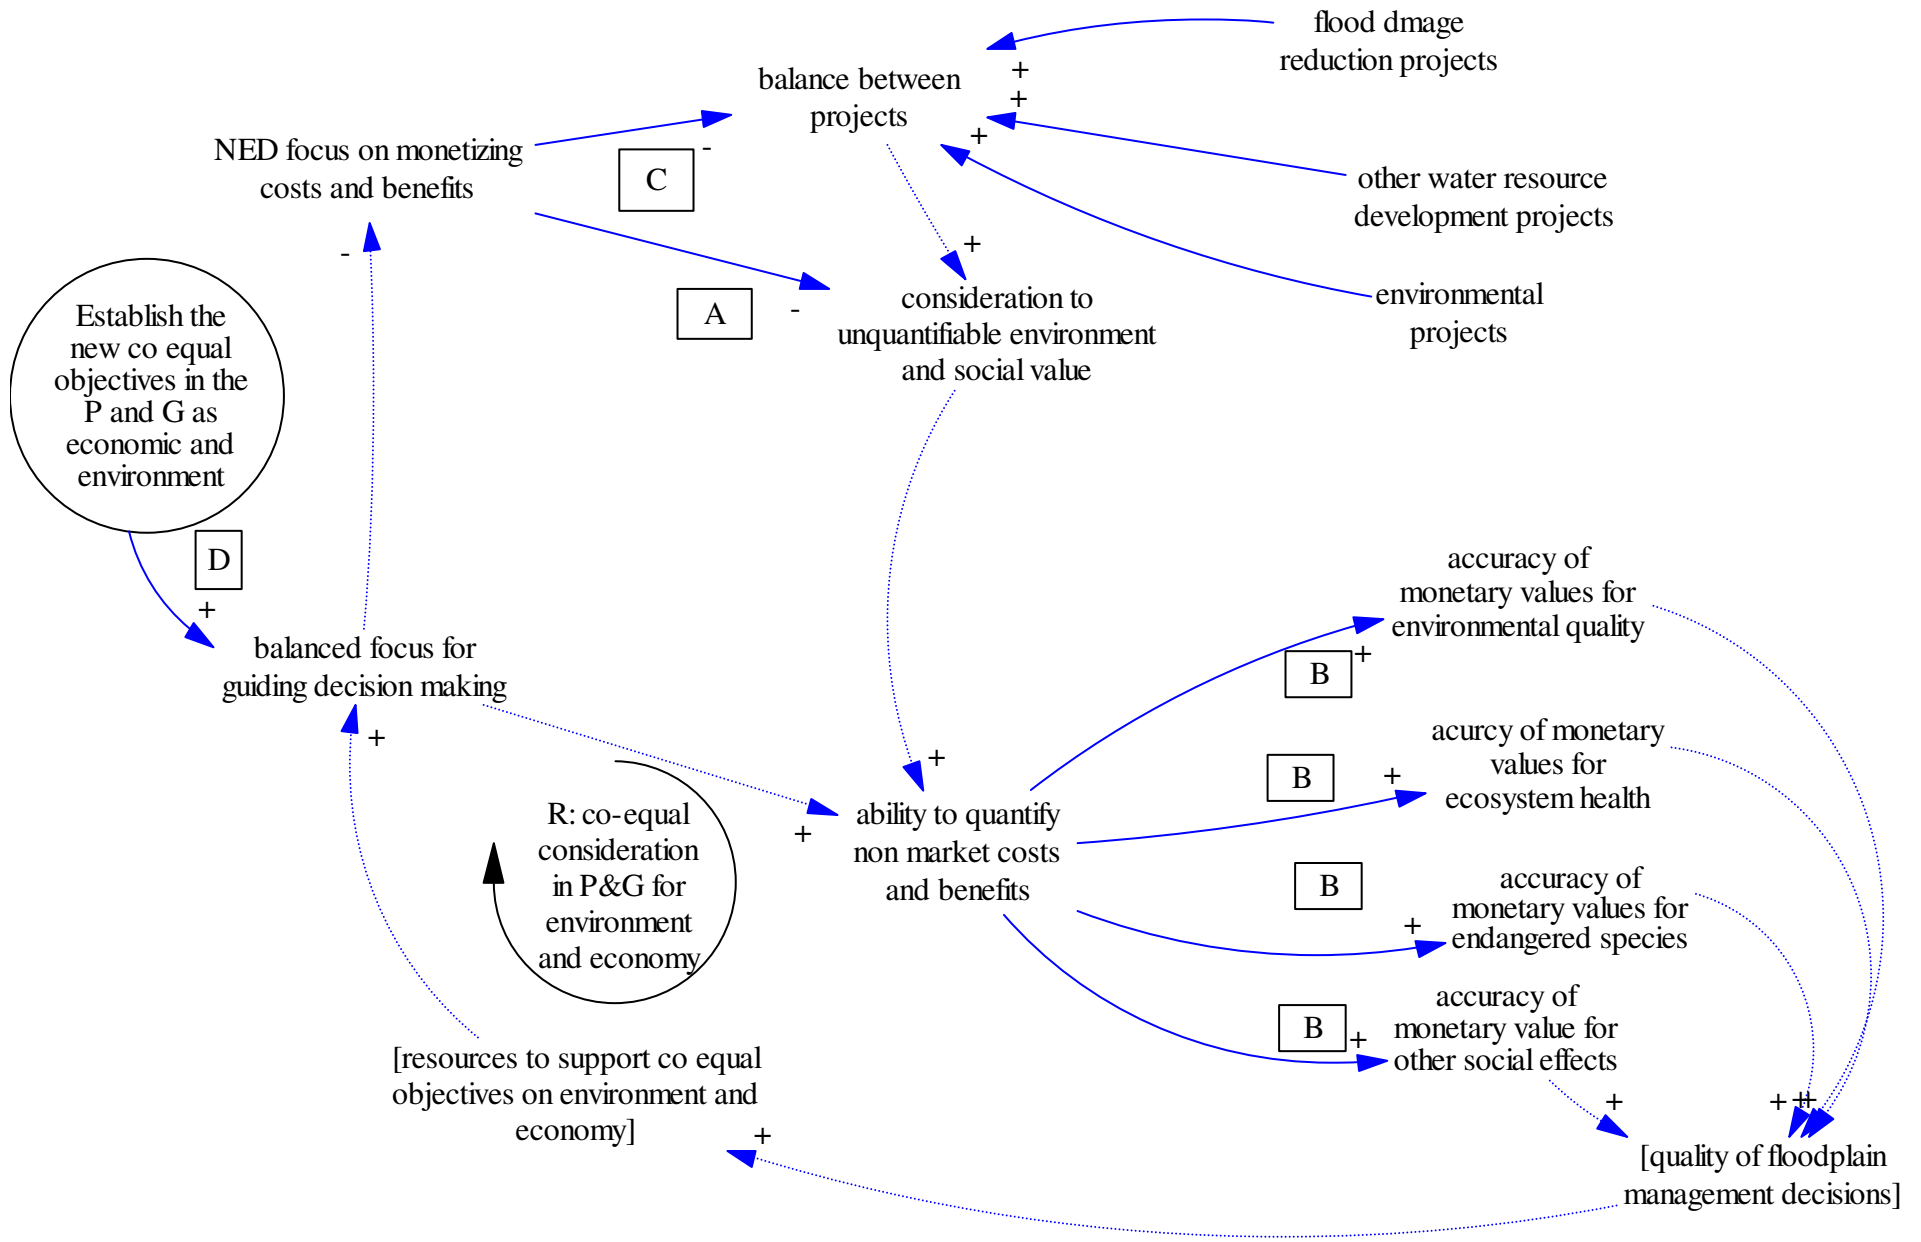 flood dmage
reduction projects
+
+
balance between
projects
+
NED focus on monetizing
costs and benefits
-
C
other water resource
development projects
+
-
A
-
consideration to
unquantifiable environment
and social value
environmental
projects
Establish the
new co equal
objectives in the
P and G as
economic and
environment
D
+
balanced focus for
guiding decision making
+
accuracy of
monetary values for
environmental quality
B
+
acurcy of monetary
values for
ecosystem health
B
+
+
+
ability to quantify
non market costs
and benefits
R: co-equal
consideration
in P&G for
environment
and economy
B
+
accuracy of
monetary values for
endangered species
accuracy of
monetary value for
other social effects
B
+
[resources to support co equal
objectives on environment and
economy]
+
+
+
+
+
[quality of floodplain
management decisions]